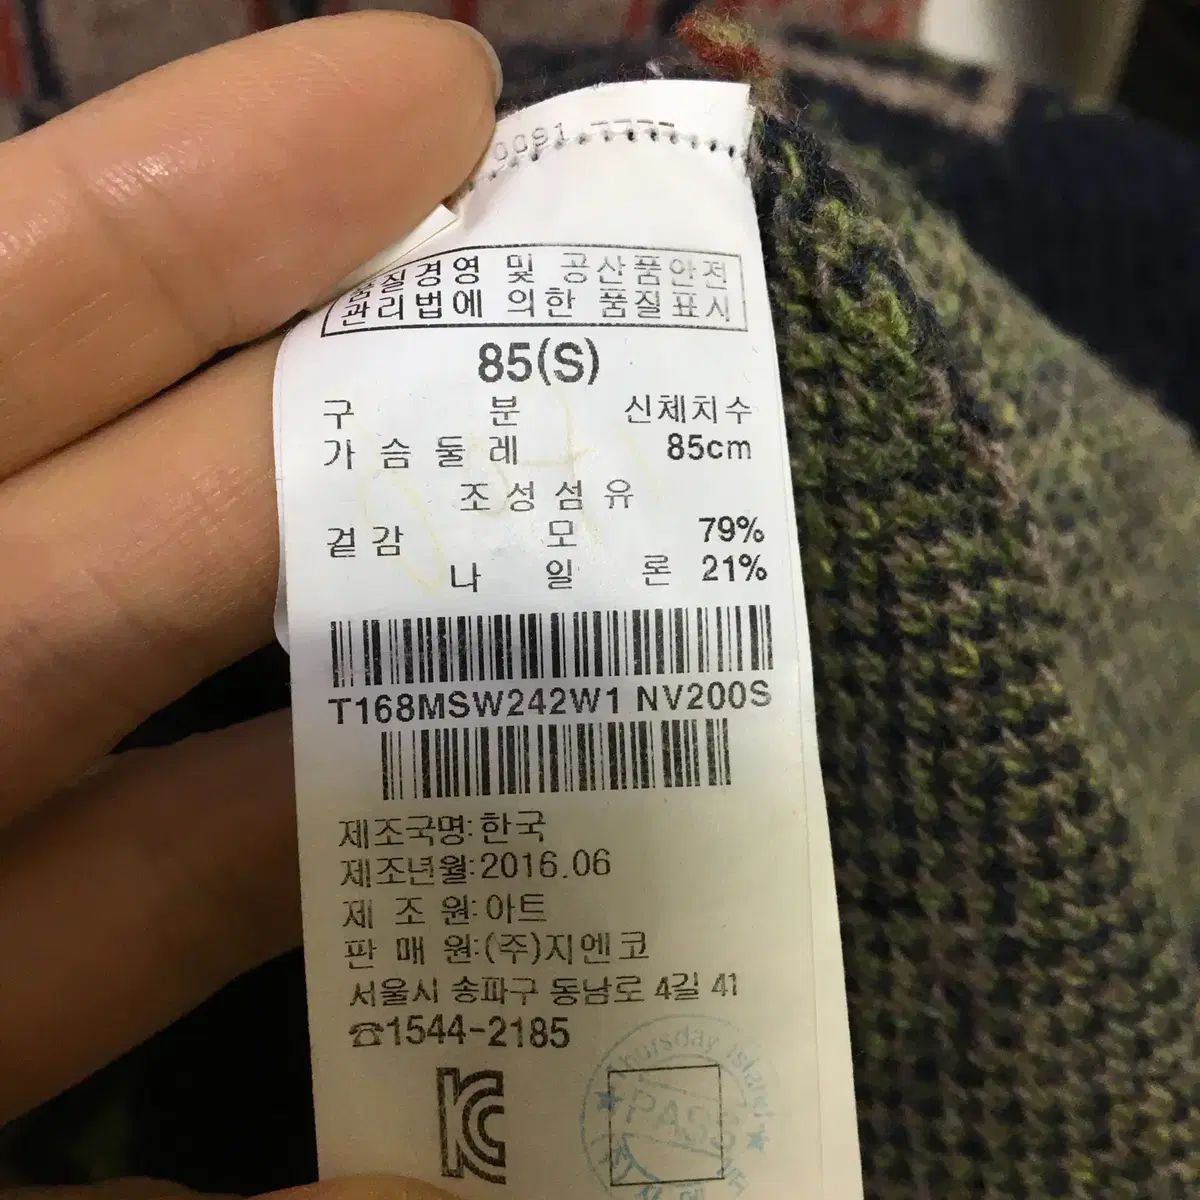 0091 7777
품질경영 및 공산품안전
관리법에 의한 품질표시
85(S)
구 분 신체치수
가 슴 둘 레 85cm
조 성 섬 유
겉 감 모 79%
나 일 론 21%
T168MSW242W1 NV200S
제조국명:한국
제조년월:2016.06
제 조 원:아트
판 매 원:(주)지엔코
서울시 송파구 동남로 4길 41
☎1544-2185
KC
Thursday island
PASS